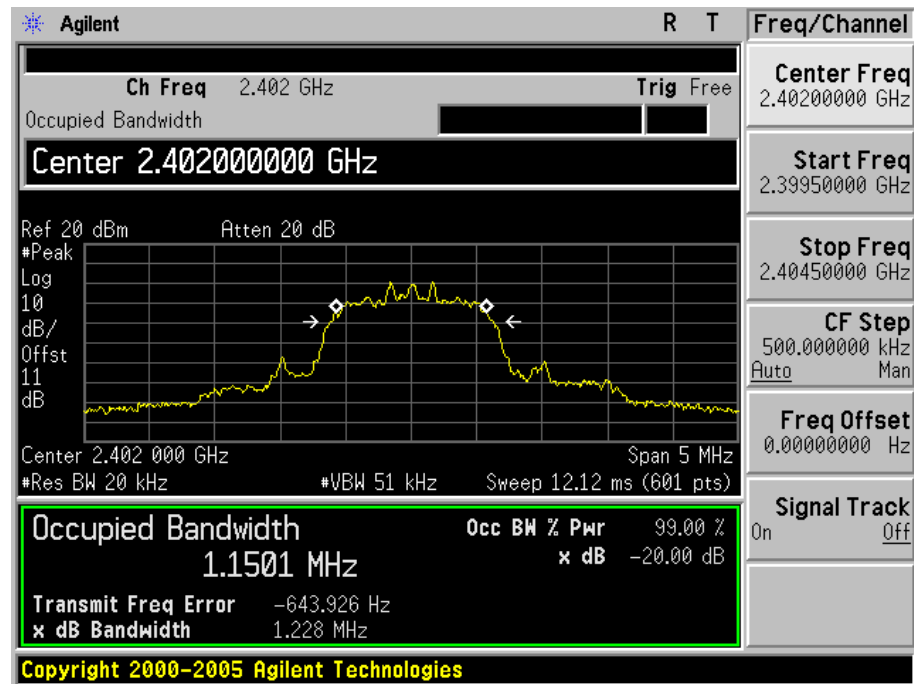 Agilent R T
Ch Freq 2.402 GHz Trig Free
Occupied Bandwidth
Center 2.402000000 GHz
Ref 20 dBm Atten 20 dB
#Peak
Log
10
dB/
Offst
11
dB
Center 2.402 000 GHz Span 5 MHz
#Res BW 20 kHz #VBW 51 kHz Sweep 12.12 ms (601 pts)
Occupied Bandwidth Occ BW % Pwr 99.00 %
1.1501 MHz x dB -20.00 dB
Transmit Freq Error -643.926 Hz
x dB Bandwidth 1.228 MHz
Copyright 2000-2005 Agilent Technologies
Freq/Channel
Center Freq
2.40200000 GHz
Start Freq
2.39950000 GHz
Stop Freq
2.40450000 GHz
CF Step
500.000000 kHz
Auto Man
Freq Offset
0.00000000 Hz
Signal Track
On Off